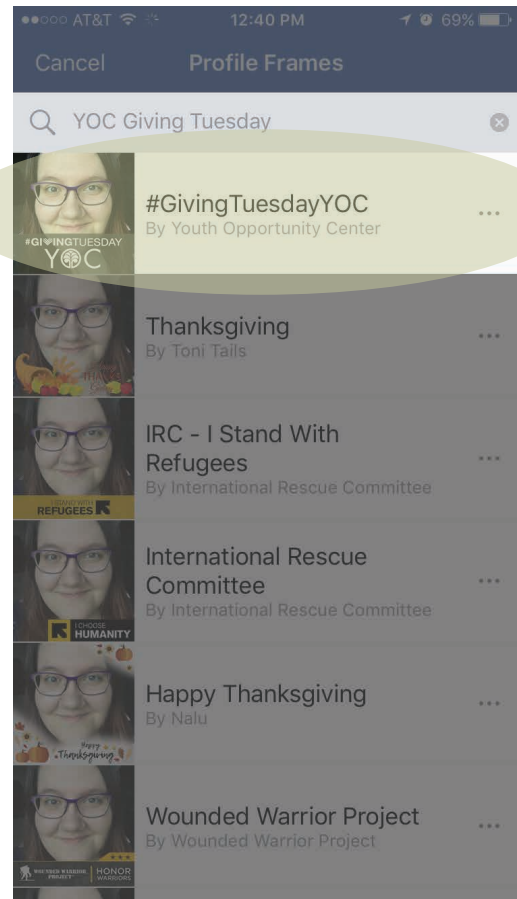 AT&T 12:40 PM 69%
Cancel Profile Frames
YOC Giving Tuesday
#GivingTuesdayYOC
By Youth Opportunity Center
#GIVINGTUESDAY
YOC
Thanksgiving
By Toni Tails
IRC - I Stand With
Refugees
By International Rescue Committee
I STAND WITH
REFUGEES
International Rescue
Committee
By International Rescue Committee
I CHOOSE
HUMANITY
Happy Thanksgiving
By Nalu
Happy
Thanksgiving
Wounded Warrior Project
By Wounded Warrior Project
WOUNDED WARRIOR
PROJECT
HONOR
WARRIORS